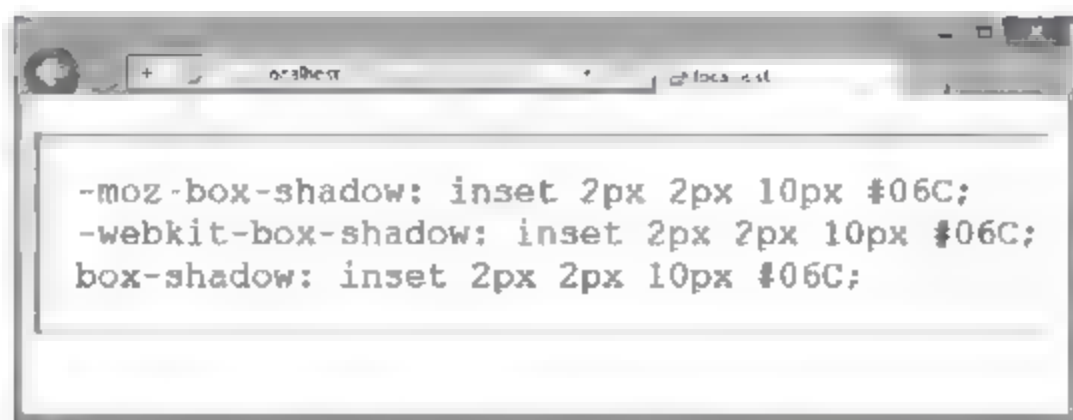 -moz-box-shadow: inset 2px 2px 10px #06C;
-webkit-box-shadow: inset 2px 2px 10px #06C;
box-shadow: inset 2px 2px 10px #06C;